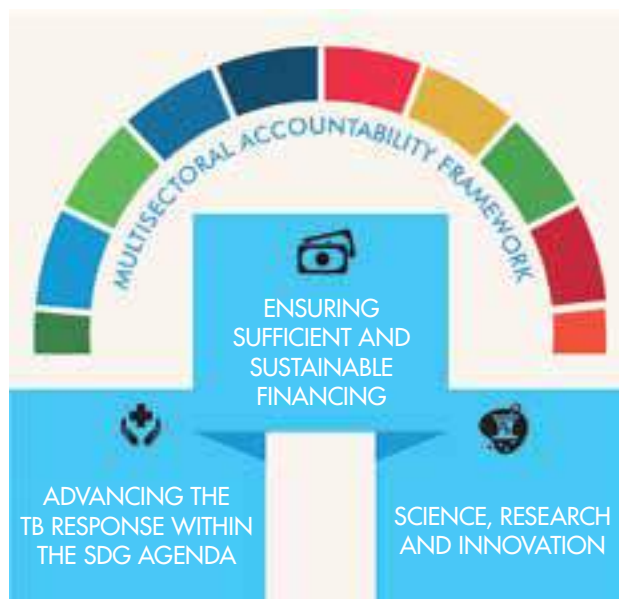 MULTISECTORAL ACCOUNTABILITY FRAMEWORK
ENSURING
SUFFICIENT AND
SUSTAINABLE
FINANCING
ADVANCING THE
TB RESPONSE WITHIN
THE SDG AGENDA
SCIENCE, RESEARCH
AND INNOVATION